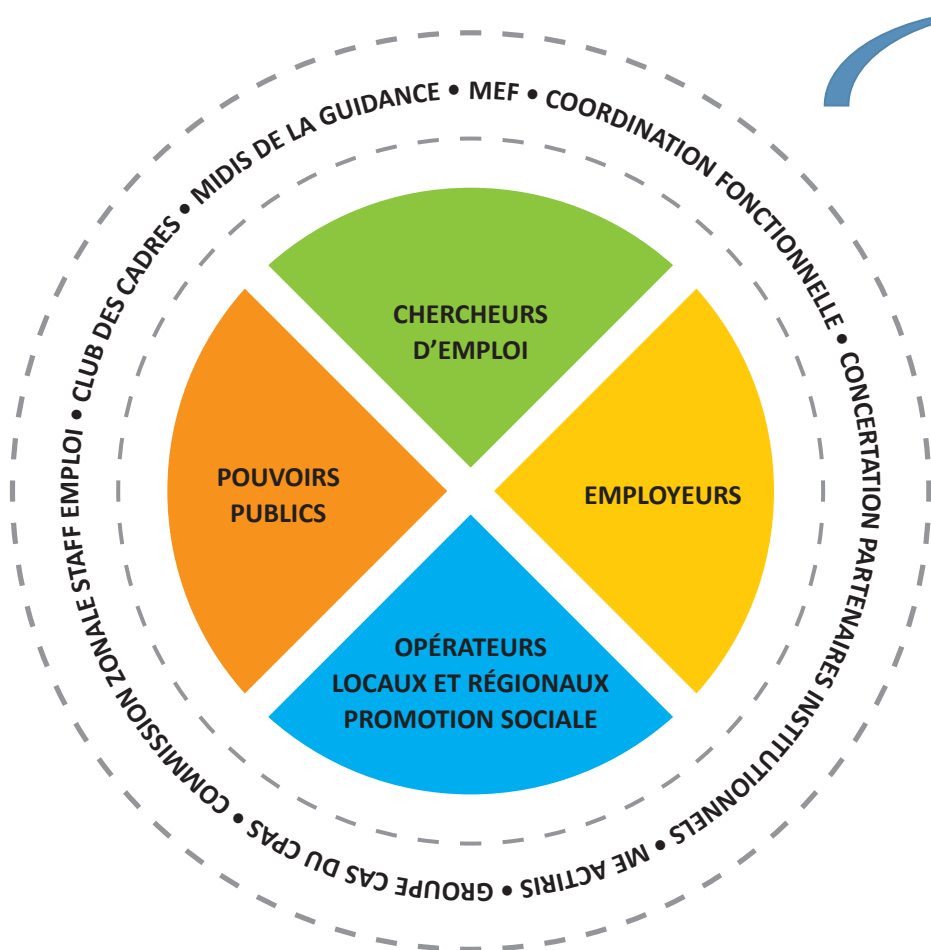 MIDIS DE LA GUIDANCE • MEF • COORDINATION FONCTIONNELLE • CONCERTATION PARTENAIRES INSTITUTIONNELS • ME ACTIRIS • GROUPE CAS DU CPAS • COMMISSION ZONALE STAFF EMPLOI • CLUB DES CADRES •
CHERCHEURS
D'EMPLOI
POUVOIRS
PUBLICS
EMPLOYEURS
OPÉRATEURS
LOCAUX ET RÉGIONAUX
PROMOTION SOCIALE